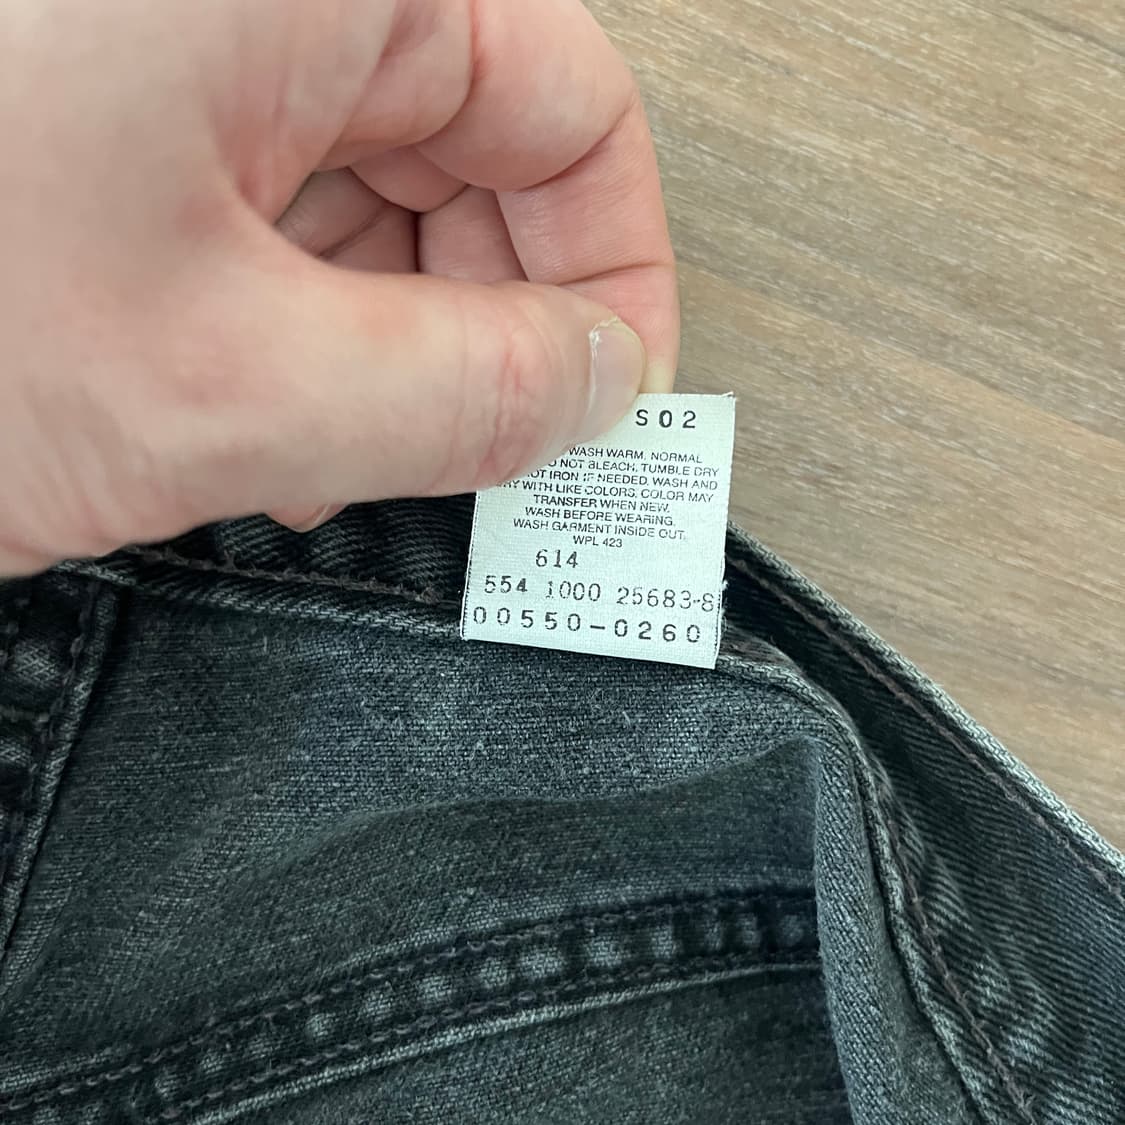 S02
WASH WARM, NORMAL
NOT BLEACH, TUMBLE DRY
IRON IF NEEDED, WASH AND
WITH LIKE COLORS, COLOR MAY
TRANSFER WHEN NEW.
WASH BEFORE WEARING.
WASH GARMENT INSIDE OUT.
WPL 423
614
554 1000 25683-8
00550-0260